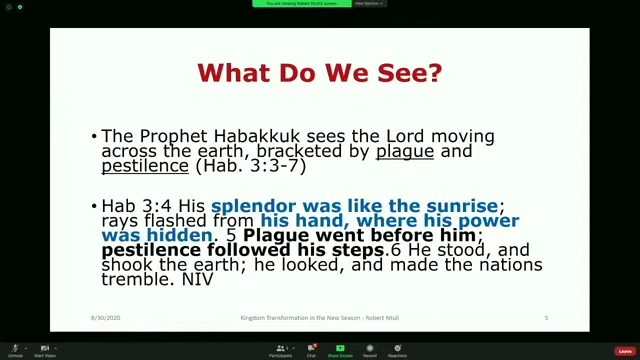 You are viewing Robert Ntuli's screen
View Options
What Do We See?
• The Prophet Habakkuk sees the Lord moving
across the earth, bracketed by plague and
pestilence (Hab. 3:3-7)
• Hab 3:4 His splendor was like the sunrise;
rays flashed from his hand, where his power
was hidden. 5 Plague went before him;
pestilence followed his steps.6 He stood, and
shook the earth; he looked, and made the nations
tremble. NIV
8/30/2020
Kingdom Transformation in the New Season - Robert Ntuli
5
Unmute
Start Video
Participants
Chat
Share Screen
Record
Reactions
Leave